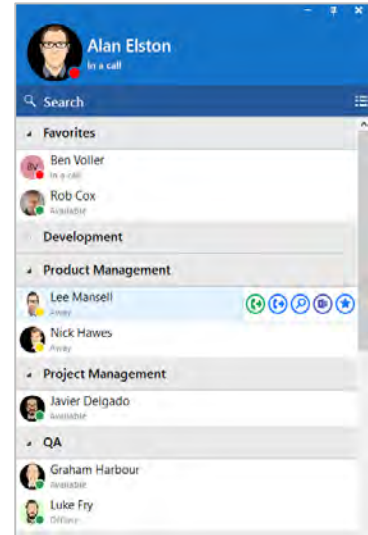 Alan Elston
In a call
Search
Favorites
Ben Voller
BV
In a call
Rob Cox
Available
Development
Product Management
Lee Mansell
Away
Nick Hawes
Away
Project Management
Javier Delgado
Available
QA
Graham Harbour
Available
Luke Fry
Offline